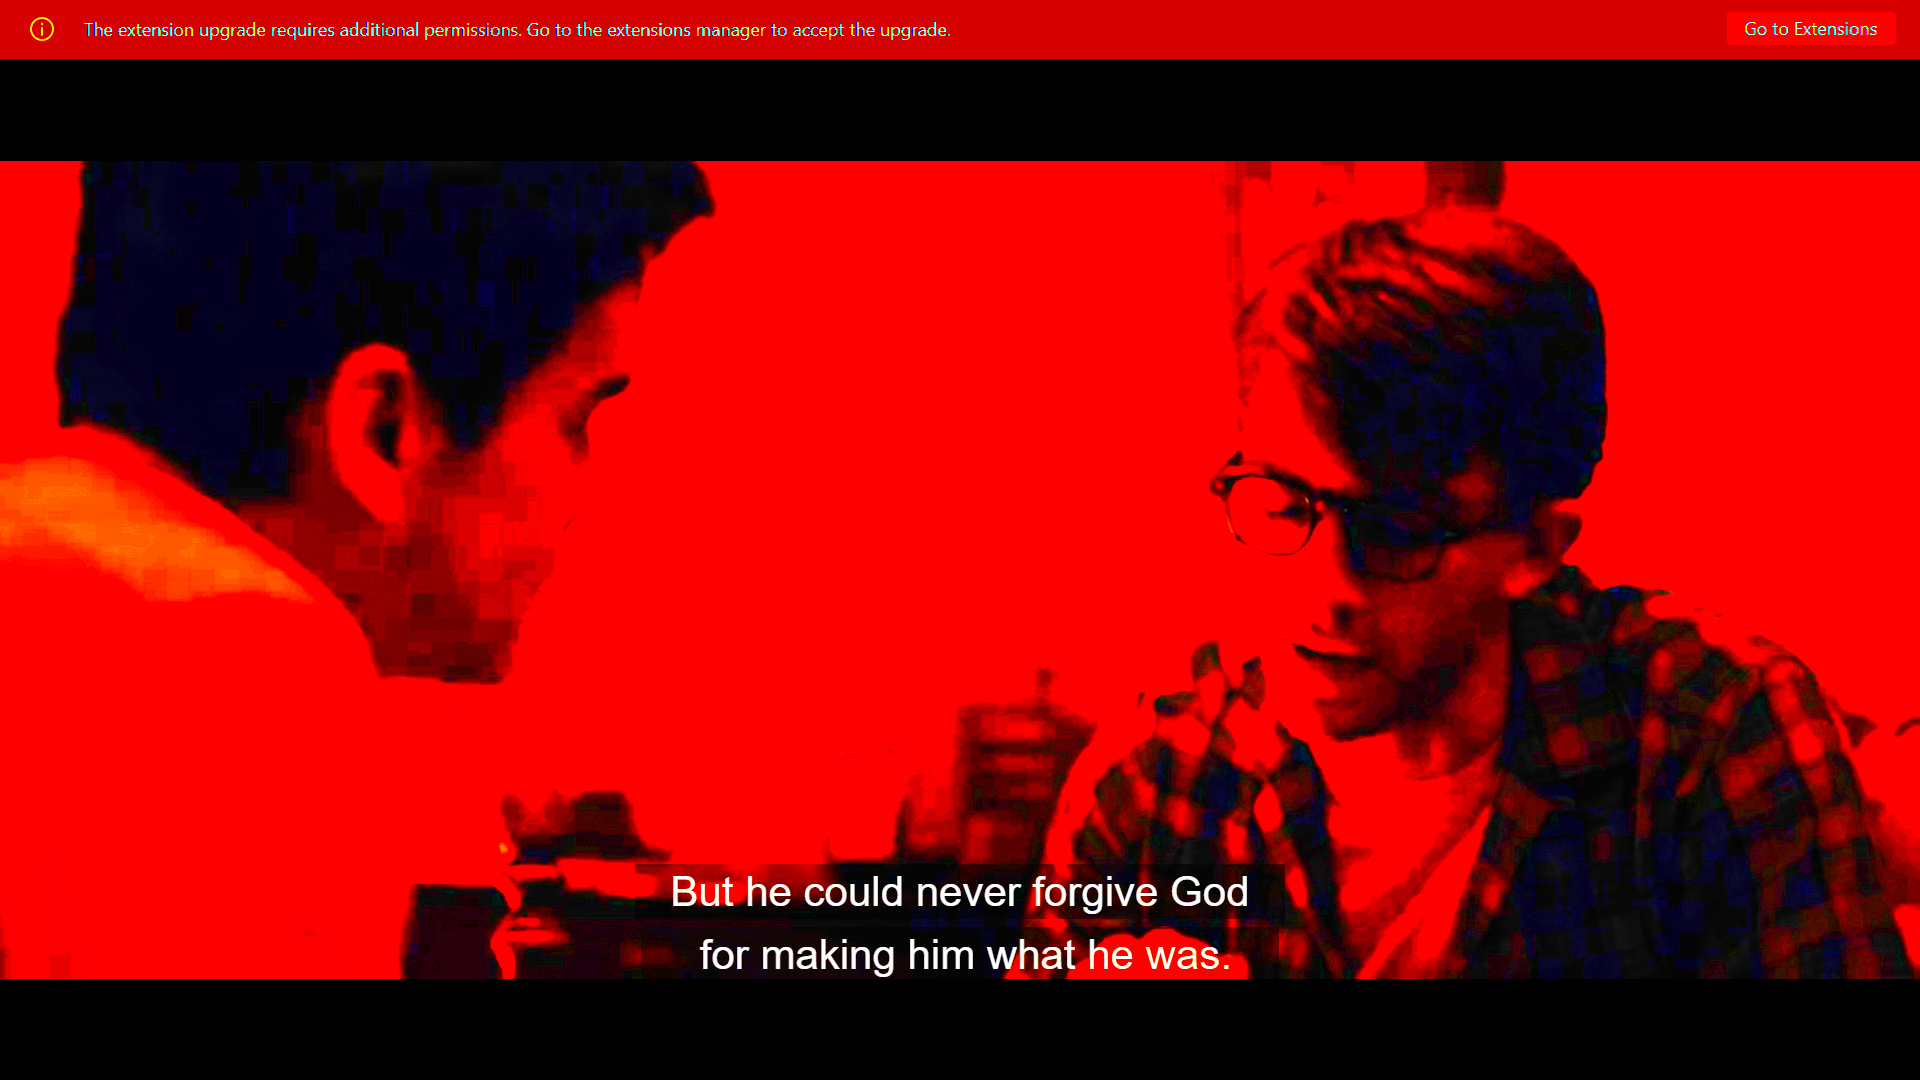 The extension upgrade requires additional permissions. Go to the extensions manager to accept the upgrade.
Go to Extensions
But he could never forgive God
for making him what he was.